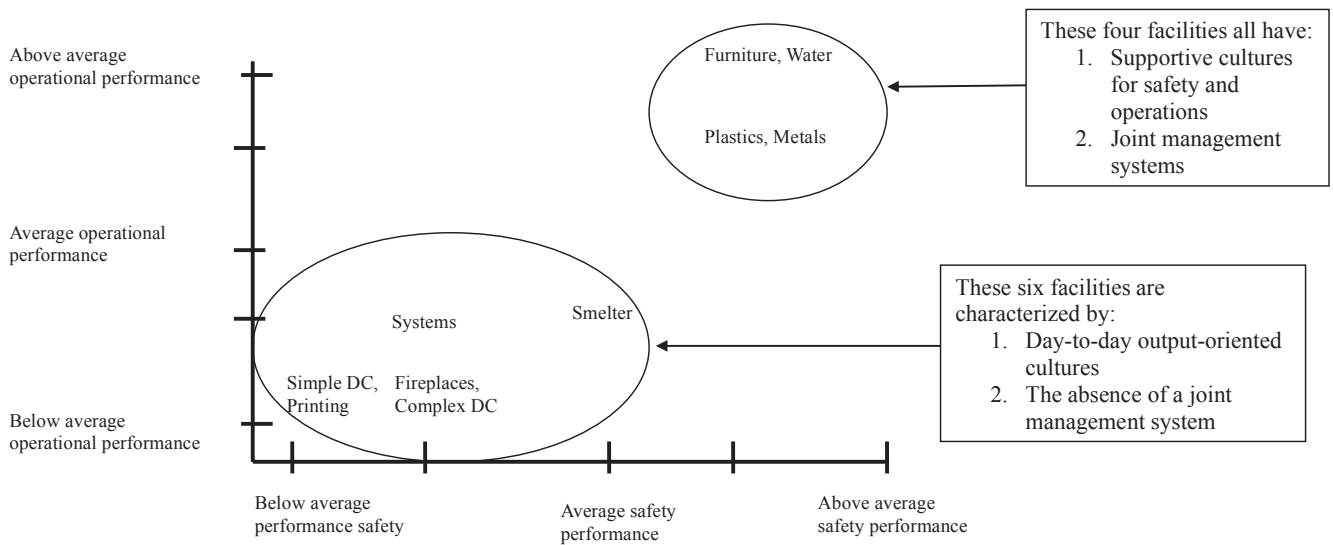 Above average
operational performance
Average operational
performance
Below average
operational performance
Furniture, Water
Plastics, Metals
These four facilities all have:
1. Supportive cultures
for safety and
operations
2. Joint management
systems
Systems
Smelter
Simple DC,
Printing
Fireplaces,
Complex DC
These six facilities are
characterized by:
1. Day-to-day output-oriented
cultures
2. The absence of a joint
management system
Below average
performance safety
Average safety
performance
Above average
safety performance